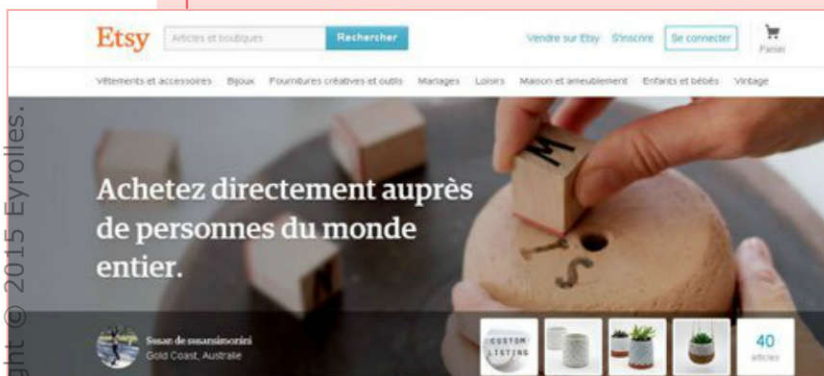 Etsy
Articles et boutiques
Rechercher
Vendre sur Etsy
S'inscrire
Se connecter
Panier
Vêtements et accessoires
Bijoux
Fournitures créatives et outils
Mariages
Loisirs
Maison et ameublement
Enfants et bébés
Vintage
Achetez directement auprès
de personnes du monde
entier.
Susan de susansimonini
Gold Coast, Australie
CUSTOM
LISTING
40
articles
ght © 2015 Eyrolles.
M
Y
S